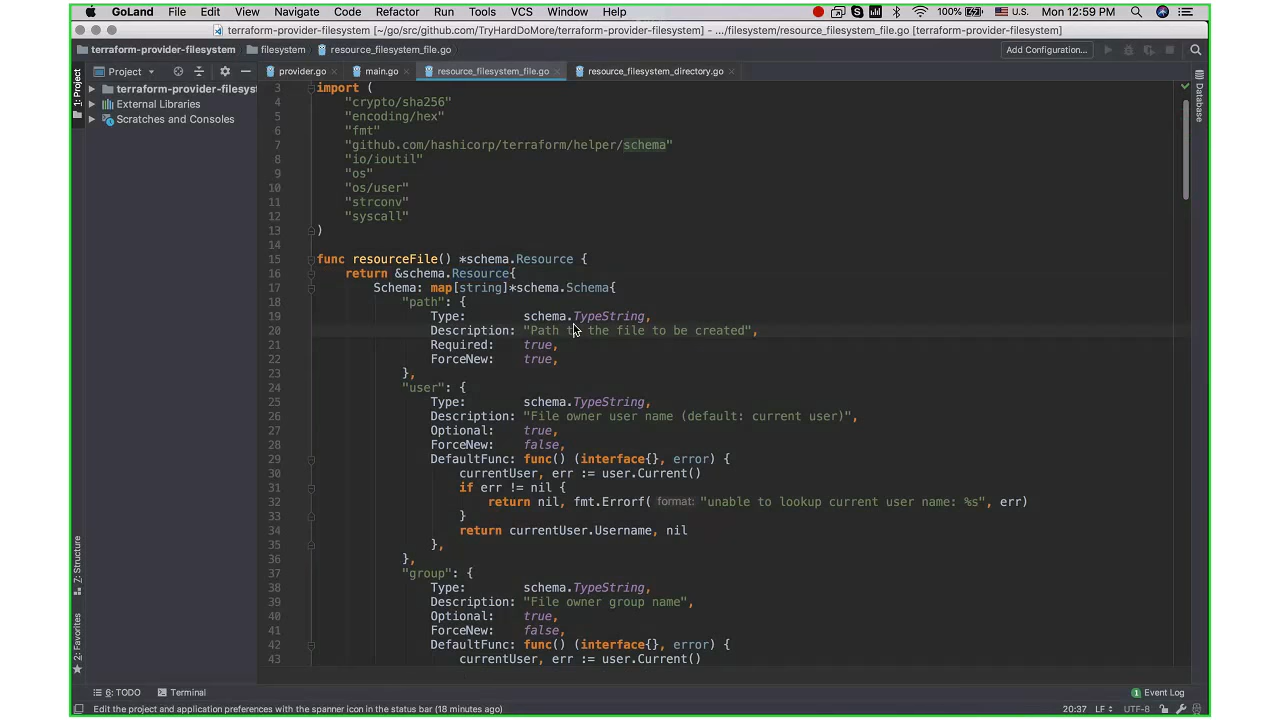 GoLand File Edit View Navigate Code Refactor Run Tools VCS Window Help 100% U.S. Mon 12:59 PM
terraform-provider-filesystem [~/go/src/github.com/TryHardDoMore/terraform-provider-filesystem] - .../filesystem/resource_filesystem_file.go [terraform-provider-filesystem]
terraform-provider-filesystem filesystem resource_filesystem_file.go Add Configuration...
Project provider.go main.go resource_filesystem_file.go resource_filesystem_directory.go
1: Project
terraform-provider-filesys
External Libraries
Scratches and Consoles
7: Structure
2: Favorites
Database
3 import (
4 "crypto/sha256"
5 "encoding/hex"
6 "fmt"
7 "github.com/hashicorp/terraform/helper/schema"
8 "io/ioutil"
9 "os"
10 "os/user"
11 "strconv"
12 "syscall"
13 )
14
15 func resourceFile() *schema.Resource {
16 return &schema.Resource{
17 Schema: map[string]*schema.Schema{
18 "path": {
19 Type: schema.TypeString,
20 Description: "Path to the file to be created",
21 Required: true,
22 ForceNew: true,
23 },
24 "user": {
25 Type: schema.TypeString,
26 Description: "File owner user name (default: current user)",
27 Optional: true,
28 ForceNew: false,
29 DefaultFunc: func() (interface{}, error) {
30 currentUser, err := user.Current()
31 if err != nil {
32 return nil, fmt.Errorf( format: "unable to lookup current user name: %s", err)
33 }
34 return currentUser.Username, nil
35 },
36 },
37 "group": {
38 Type: schema.TypeString,
39 Description: "File owner group name",
40 Optional: true,
41 ForceNew: false,
42 DefaultFunc: func() (interface{}, error) {
43 currentUser, err := user.Current()
6: TODO Terminal 1 Event Log
Edit the project and application preferences with the spanner icon in the status bar (18 minutes ago) 20:37 LF UTF-8